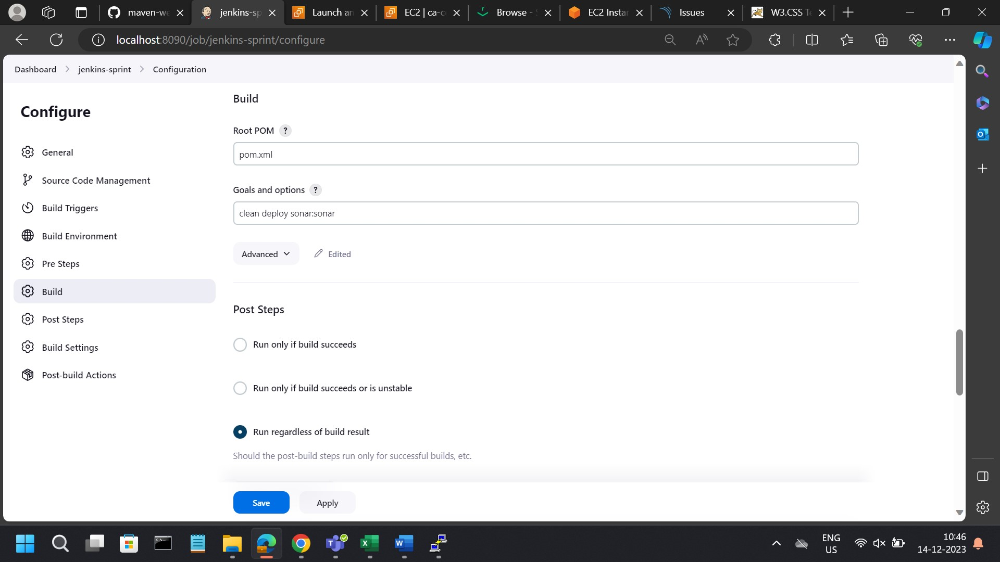 maven-we
jenkins-sp
Launch an
EC2 | ca-c
Browse - S
EC2 Instan
Issues
W3.CSS Te
localhost:8090/job/jenkins-sprint/configure
Dashboard
jenkins-sprint
Configuration
Configure
General
Source Code Management
Build Triggers
Build Environment
Pre Steps
Build
Post Steps
Build Settings
Post-build Actions
Build
Root POM ?
pom.xml
Goals and options ?
clean deploy sonar:sonar
Advanced
Edited
Post Steps
Run only if build succeeds
Run only if build succeeds or is unstable
Run regardless of build result
Should the post-build steps run only for successful builds, etc.
Save
Apply
ENG
US
10:46
14-12-2023